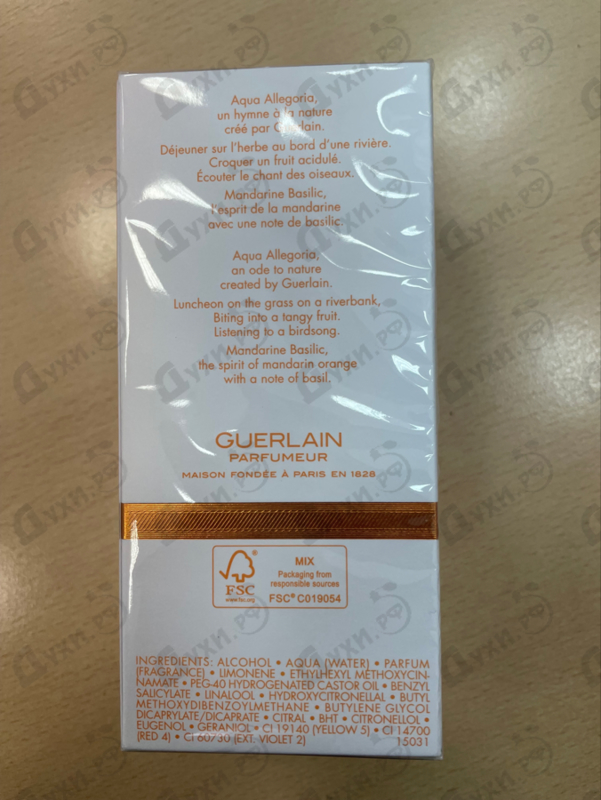 Aqua Allegoria,
un hymne à la nature
créé par Guerlain.
Déjeuner sur l'herbe au bord d'une rivière.
Croquer un fruit acidulé.
Écouter le chant des oiseaux.
Mandarine Basilic,
l'esprit de la mandarine
avec une note de basilic.
Aqua Allegoria,
an ode to nature
created by Guerlain.
Luncheon on the grass on a riverbank,
Biting into a tangy fruit.
Listening to a birdsong.
Mandarine Basilic,
the spirit of mandarin orange
with a note of basil.
GUERLAIN
PARFUMEUR
MAISON FONDÉE À PARIS EN 1828
FSC
www.fsc.org
MIX
Packaging from
responsible sources
FSC® C019054
INGREDIENTS: ALCOHOL • AQUA (WATER) • PARFUM
(FRAGRANCE) • LIMONENE • ETHYLHEXYL METHOXYCIN-
NAMATE • PEG-40 HYDROGENATED CASTOR OIL • BENZYL
SALICYLATE • LINALOOL • HYDROXYCITRONELLAL • BUTYL
METHOXYDIBENZOYLMETHANE • BUTYLENE GLYCOL
DICAPRYLATE/DICAPRATE • CITRAL • BHT • CITRONELLOL •
EUGENOL • GERANIOL • CI 19140 (YELLOW 5) • CI 14700
(RED 4) • CI 60730 (EXT. VIOLET 2) 15031
духи.рф